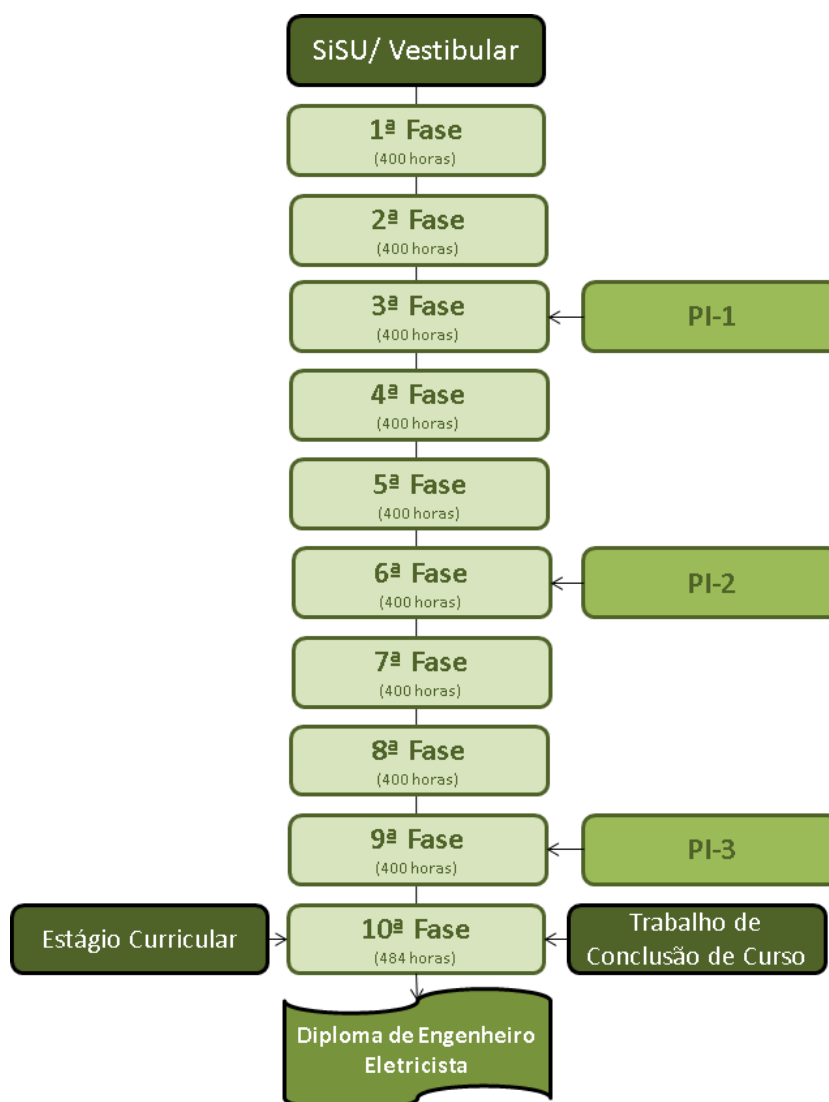 SiSU/ Vestibular
1ª Fase
(400 horas)
2ª Fase
(400 horas)
3ª Fase
(400 horas)
PI-1
4ª Fase
(400 horas)
5ª Fase
(400 horas)
6ª Fase
(400 horas)
PI-2
7ª Fase
(400 horas)
8ª Fase
(400 horas)
9ª Fase
(400 horas)
PI-3
Estágio Curricular
10ª Fase
(484 horas)
Trabalho de
Conclusão de Curso
Diploma de Engenheiro
Eletricista